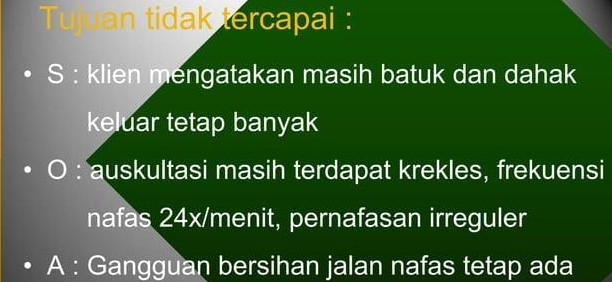 Tujuan tidak tercapai :
• S : klien mengatakan masih batuk dan dahak
keluar tetap banyak
• O : auskultasi masih terdapat krekles, frekuensi
nafas 24x/menit, pernafasan irreguler
• A : Gangguan bersihan jalan nafas tetap ada